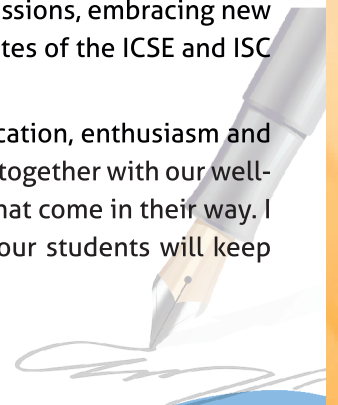 ssions, embracing new
tes of the ICSE and ISC
cation, enthusiasm and
together with our well-
hat come in their way. I
our students will keep